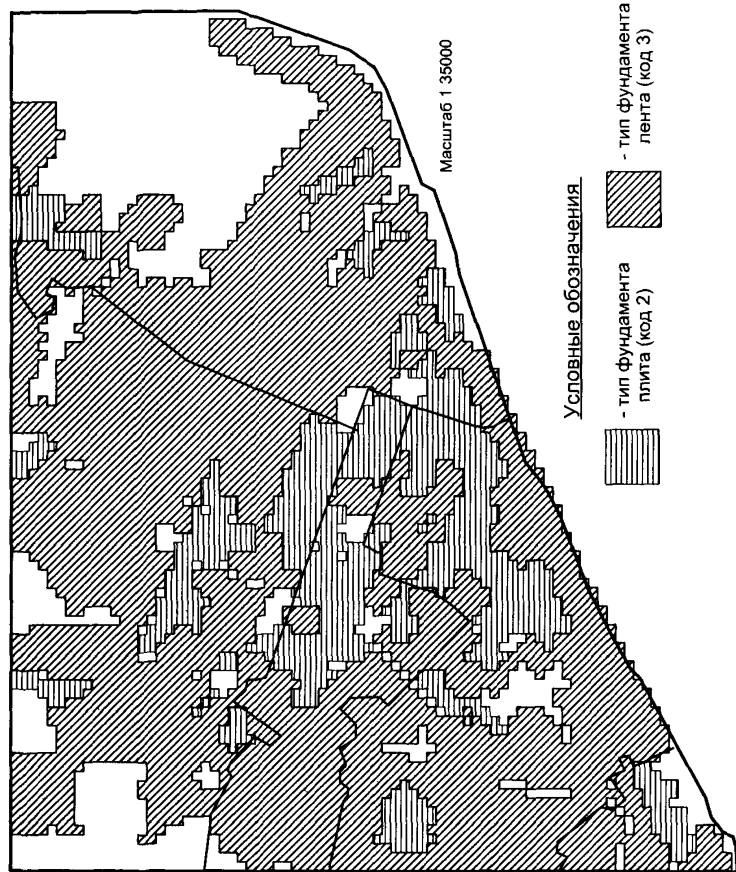 Масштаб 1 35000
Условные обозначения
- тип фундамента
плита (код 2)
- тип фундамента
лента (код 3)